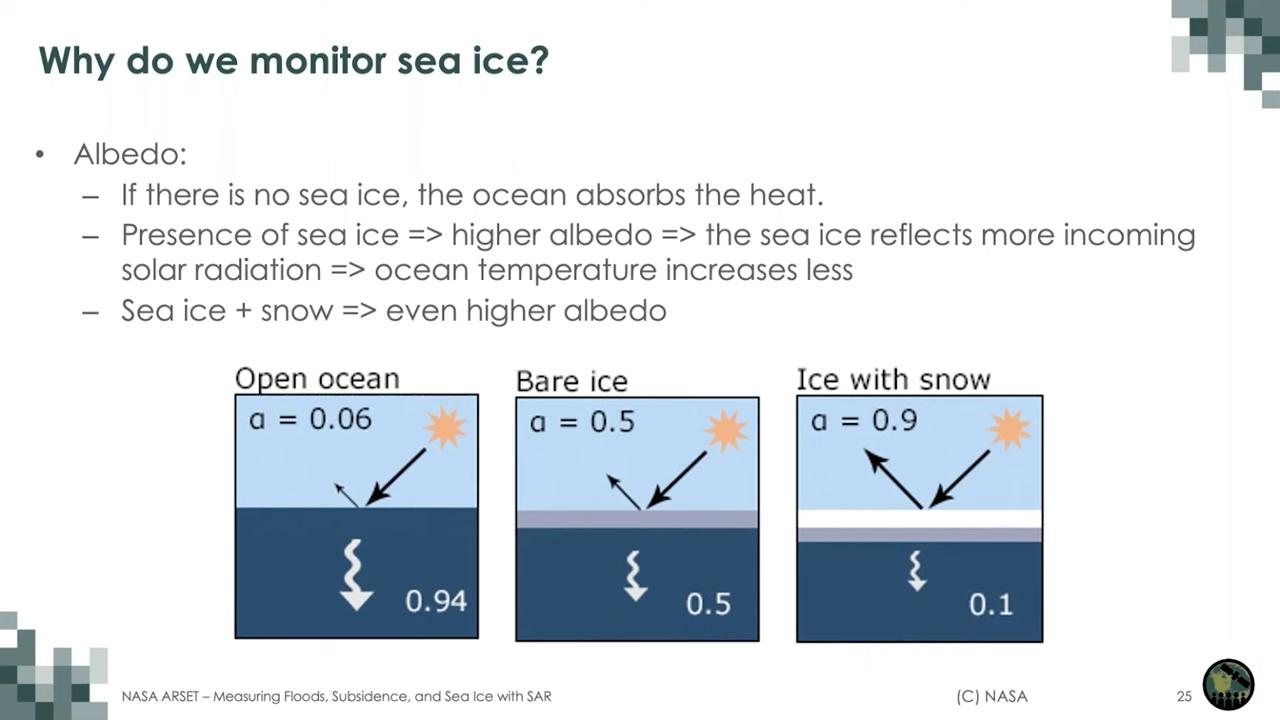 Why do we monitor sea ice?
• Albedo:
– If there is no sea ice, the ocean absorbs the heat.
– Presence of sea ice => higher albedo => the sea ice reflects more incoming
solar radiation => ocean temperature increases less
– Sea ice + snow => even higher albedo
Open ocean
α = 0.06
0.94
Bare ice
α = 0.5
0.5
Ice with snow
α = 0.9
0.1
NASA ARSET – Measuring Floods, Subsidence, and Sea Ice with SAR
(C) NASA
25